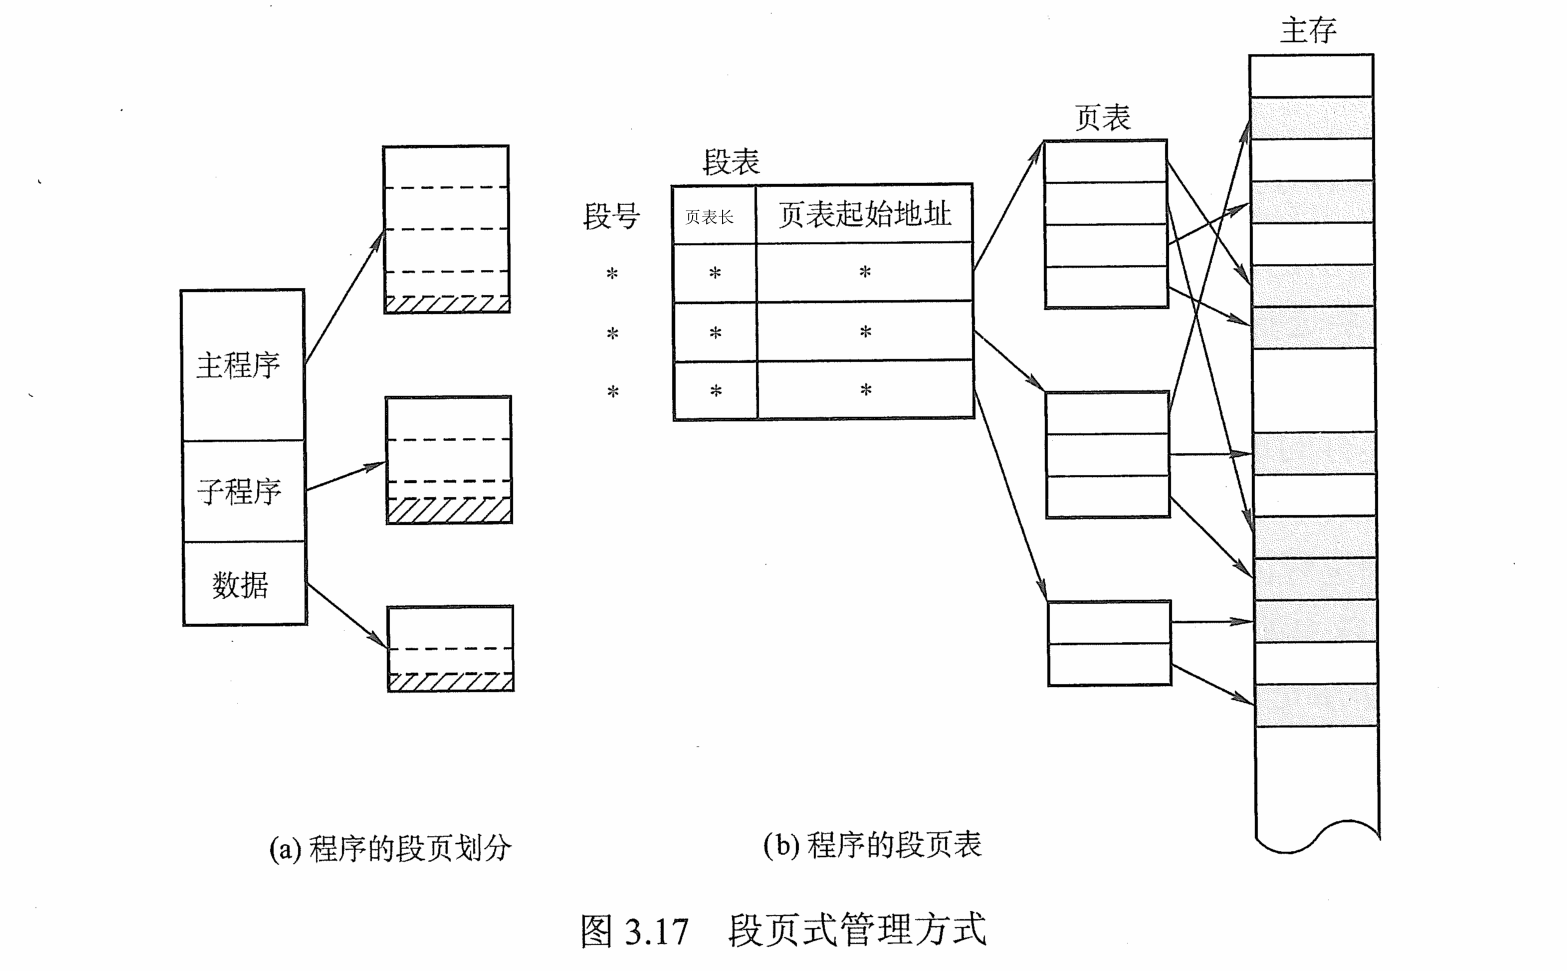 主存
页表
段表
段号 页表长 页表起始地址
* * *
* * *
* * *
主程序
子程序
数据
(a) 程序的段页划分
(b) 程序的段页表
图 3.17 段页式管理方式